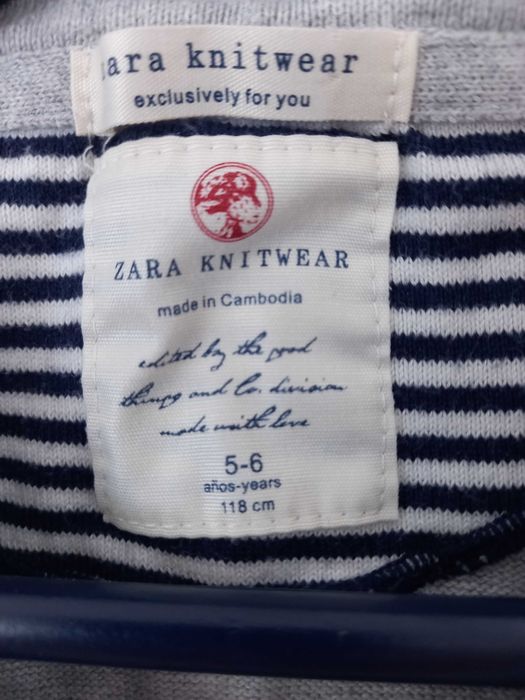 ara knitwear
exclusively for you
ZARA KNITWEAR
made in Cambodia
edited by the good
things and Co. division
made with love
5-6
años-years
118 cm